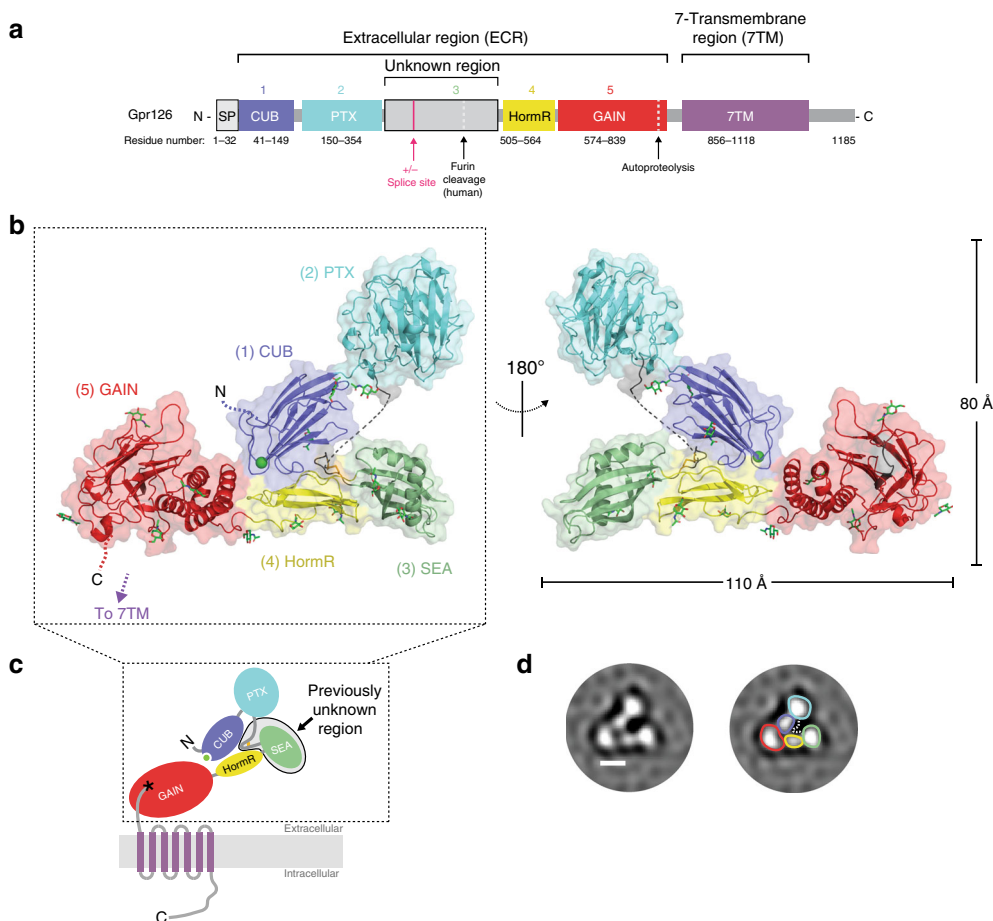 a
Extracellular region (ECR)
7-Transmembrane
region (7TM)
Unknown region
1 2 3 4 5
Gpr126 N - SP CUB PTX HormR GAIN 7TM - C
Residue number: 1–32 41–149 150–354 505–564 574–839 856–1118 1185
+/–
Splice site
Furin
cleavage
(human)
Autoproteolysis
b
(2) PTX
(1) CUB
(5) GAIN
N
C
To 7TM
(4) HormR
(3) SEA
180°
80 Å
110 Å
c
PTX
Previously
unknown
region
N
CUB
SEA
HormR
GAIN
*
Extracellular
Intracellular
C
d